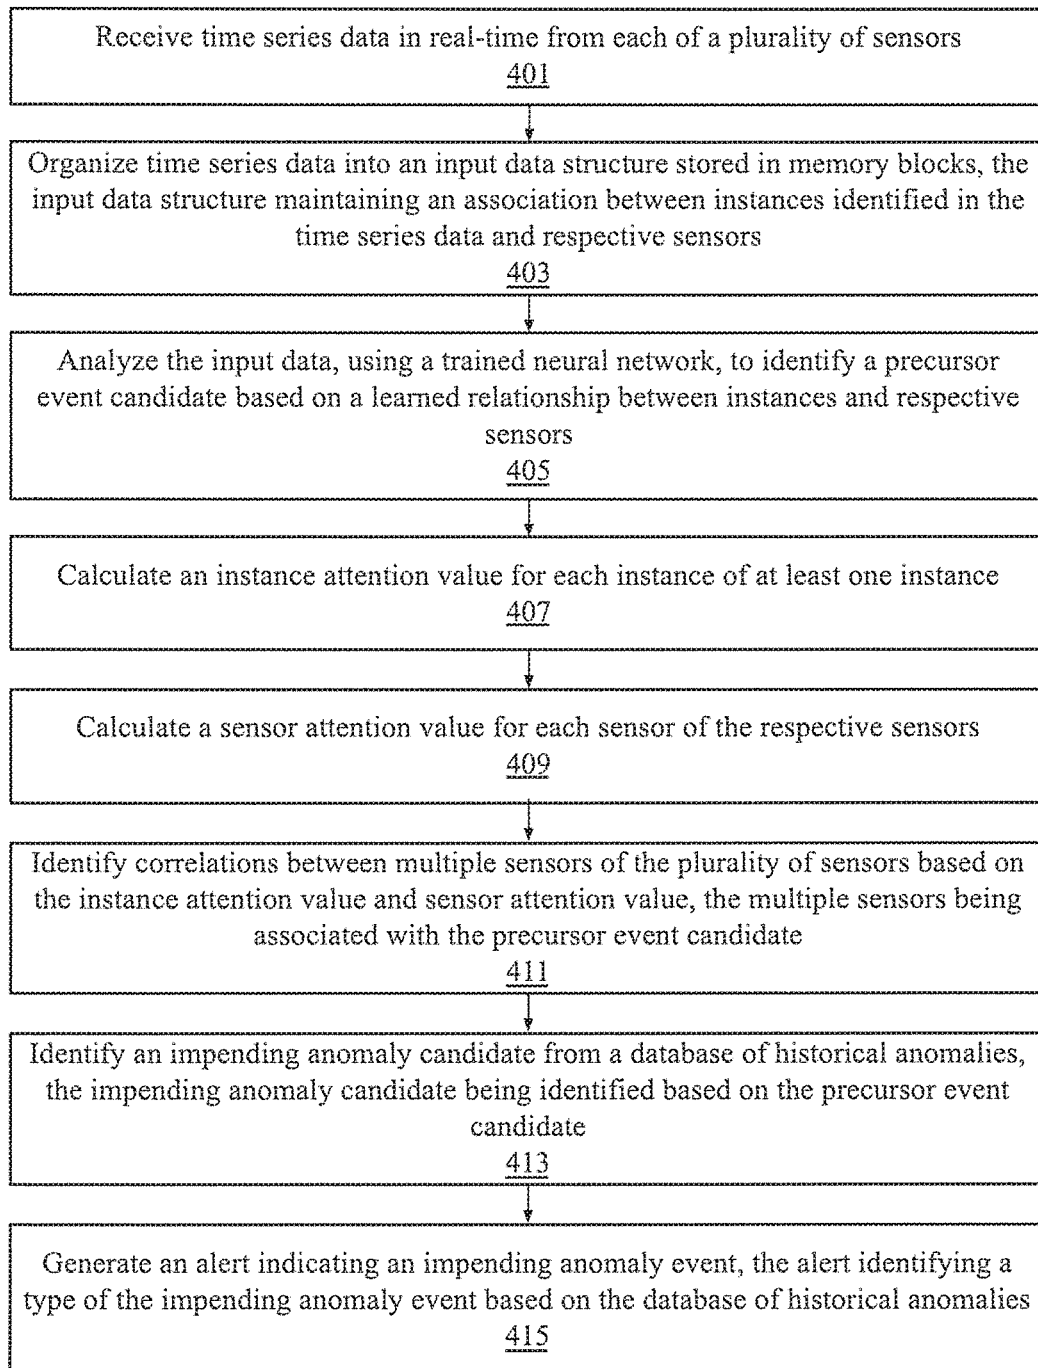 Receive time series data in real-time from each of a plurality of sensors
401
Organize time series data into an input data structure stored in memory blocks, the
input data structure maintaining an association between instances identified in the
time series data and respective sensors
403
Analyze the input data, using a trained neural network, to identify a precursor
event candidate based on a learned relationship between instances and respective
sensors
405
Calculate an instance attention value for each instance of at least one instance
407
Calculate a sensor attention value for each sensor of the respective sensors
409
Identify correlations between multiple sensors of the plurality of sensors based on
the instance attention value and sensor attention value, the multiple sensors being
associated with the precursor event candidate
411
Identify an impending anomaly candidate from a database of historical anomalies,
the impending anomaly candidate being identified based on the precursor event
candidate
413
Generate an alert indicating an impending anomaly event, the alert identifying a
type of the impending anomaly event based on the database of historical anomalies
415